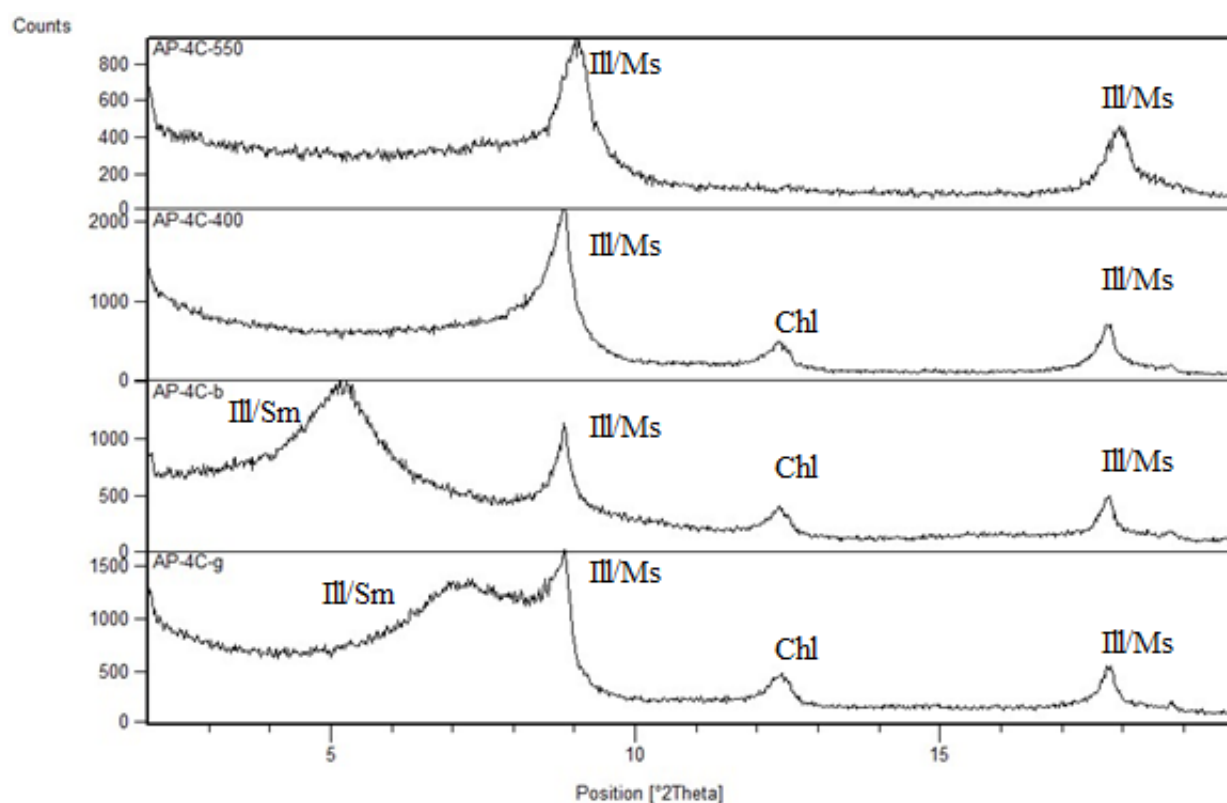 Counts
AP-4C-550
Ill/Ms
Ill/Ms
800
600
400
200
0
AP-4C-400
Ill/Ms
Ill/Ms
Chl
2000
1000
0
AP-4C-b
Ill/Sm
Ill/Ms
Chl
Ill/Ms
1000
500
0
AP-4C-g
Ill/Sm
Ill/Ms
Chl
Ill/Ms
1500
1000
500
0
5 10 15
Position [°2Theta]